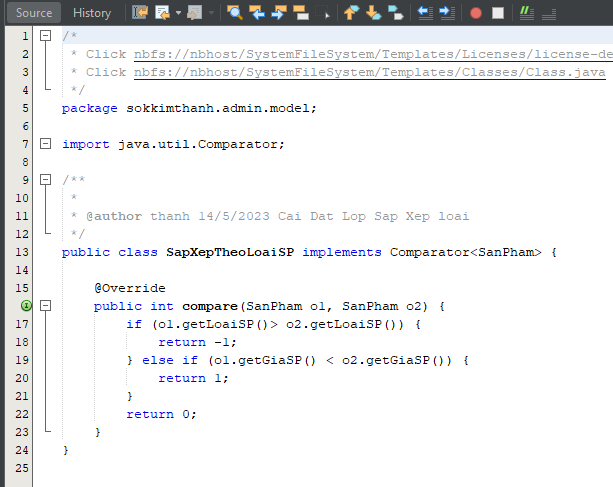 Source History
1 /*
2 * Click nbfs://nbhost/SystemFileSystem/Templates/Licenses/license-de
3 * Click nbfs://nbhost/SystemFileSystem/Templates/Classes/Class.java
4 */
5 package sokkimthanh.admin.model;
6
7 import java.util.Comparator;
8
9 /**
10 *
11 * @author thanh 14/5/2023 Cai Dat Lop Sap Xep loai
12 */
13 public class SapXepTheoLoaiSP implements Comparator<SanPham> {
14
15 @Override
public int compare(SanPham o1, SanPham o2) {
17 if (o1.getLoaiSP()> o2.getLoaiSP()) {
18 return -1;
19 } else if (o1.getGiaSP() < o2.getGiaSP()) {
20 return 1;
21 }
22 return 0;
23 }
24 }
25